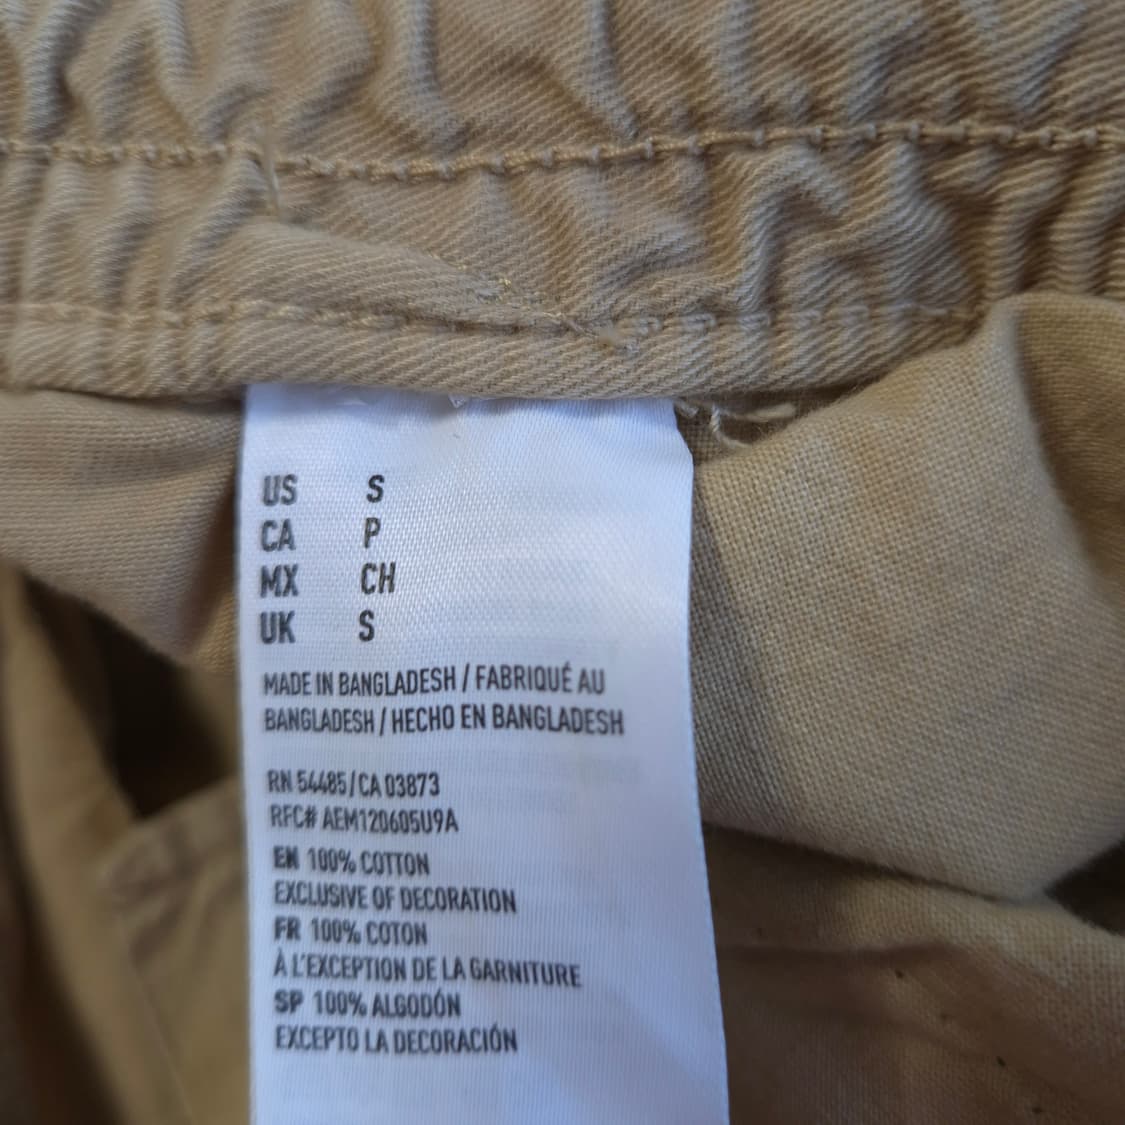 US S
CA P
MX CH
UK S
MADE IN BANGLADESH / FABRIQUÉ AU
BANGLADESH / HECHO EN BANGLADESH
RN 54485/CA 03873
RFC# AEM120605U9A
EN 100% COTTON
EXCLUSIVE OF DECORATION
FR 100% COTON
À L'EXCEPTION DE LA GARNITURE
SP 100% ALGODÓN
EXCEPTO LA DECORACIÓN